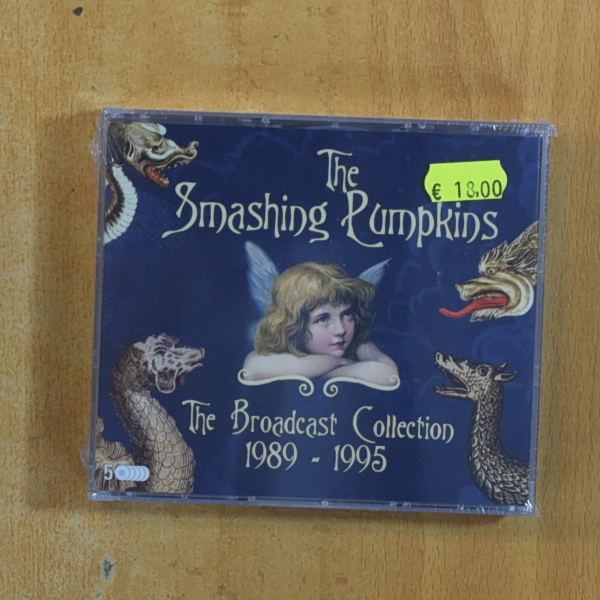 The
€ 18,00
Smashing Pumpkins
The Broadcast Collection
1989 - 1995
5